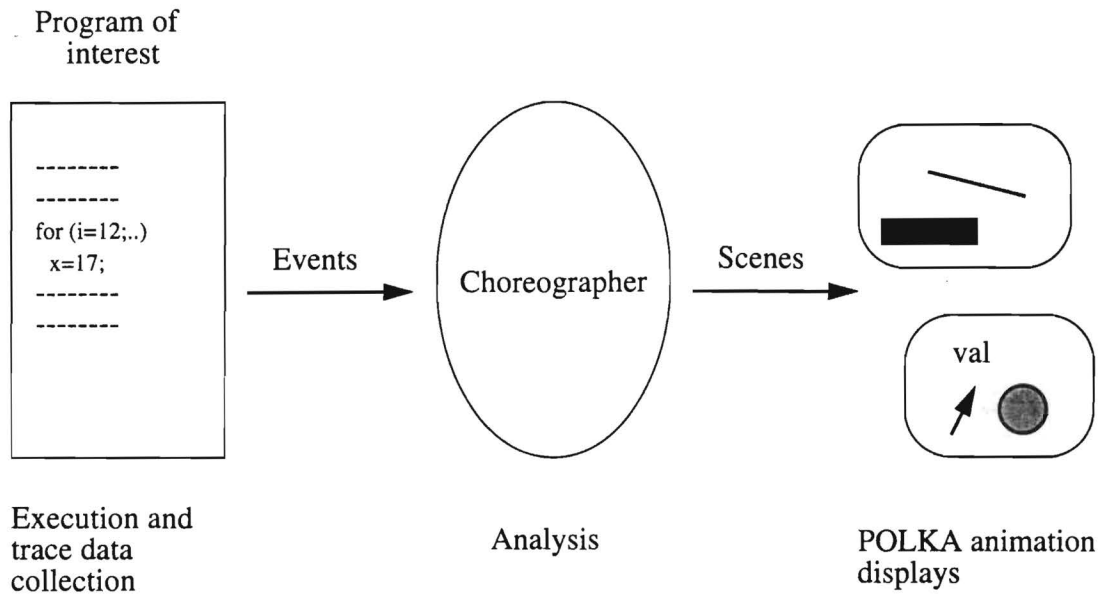 Program of
interest
--------
--------
for (i=12;..)
x=17;
--------
--------
Events
Choreographer
Scenes
val
Execution and
trace data
collection
Analysis
POLKA animation
displays